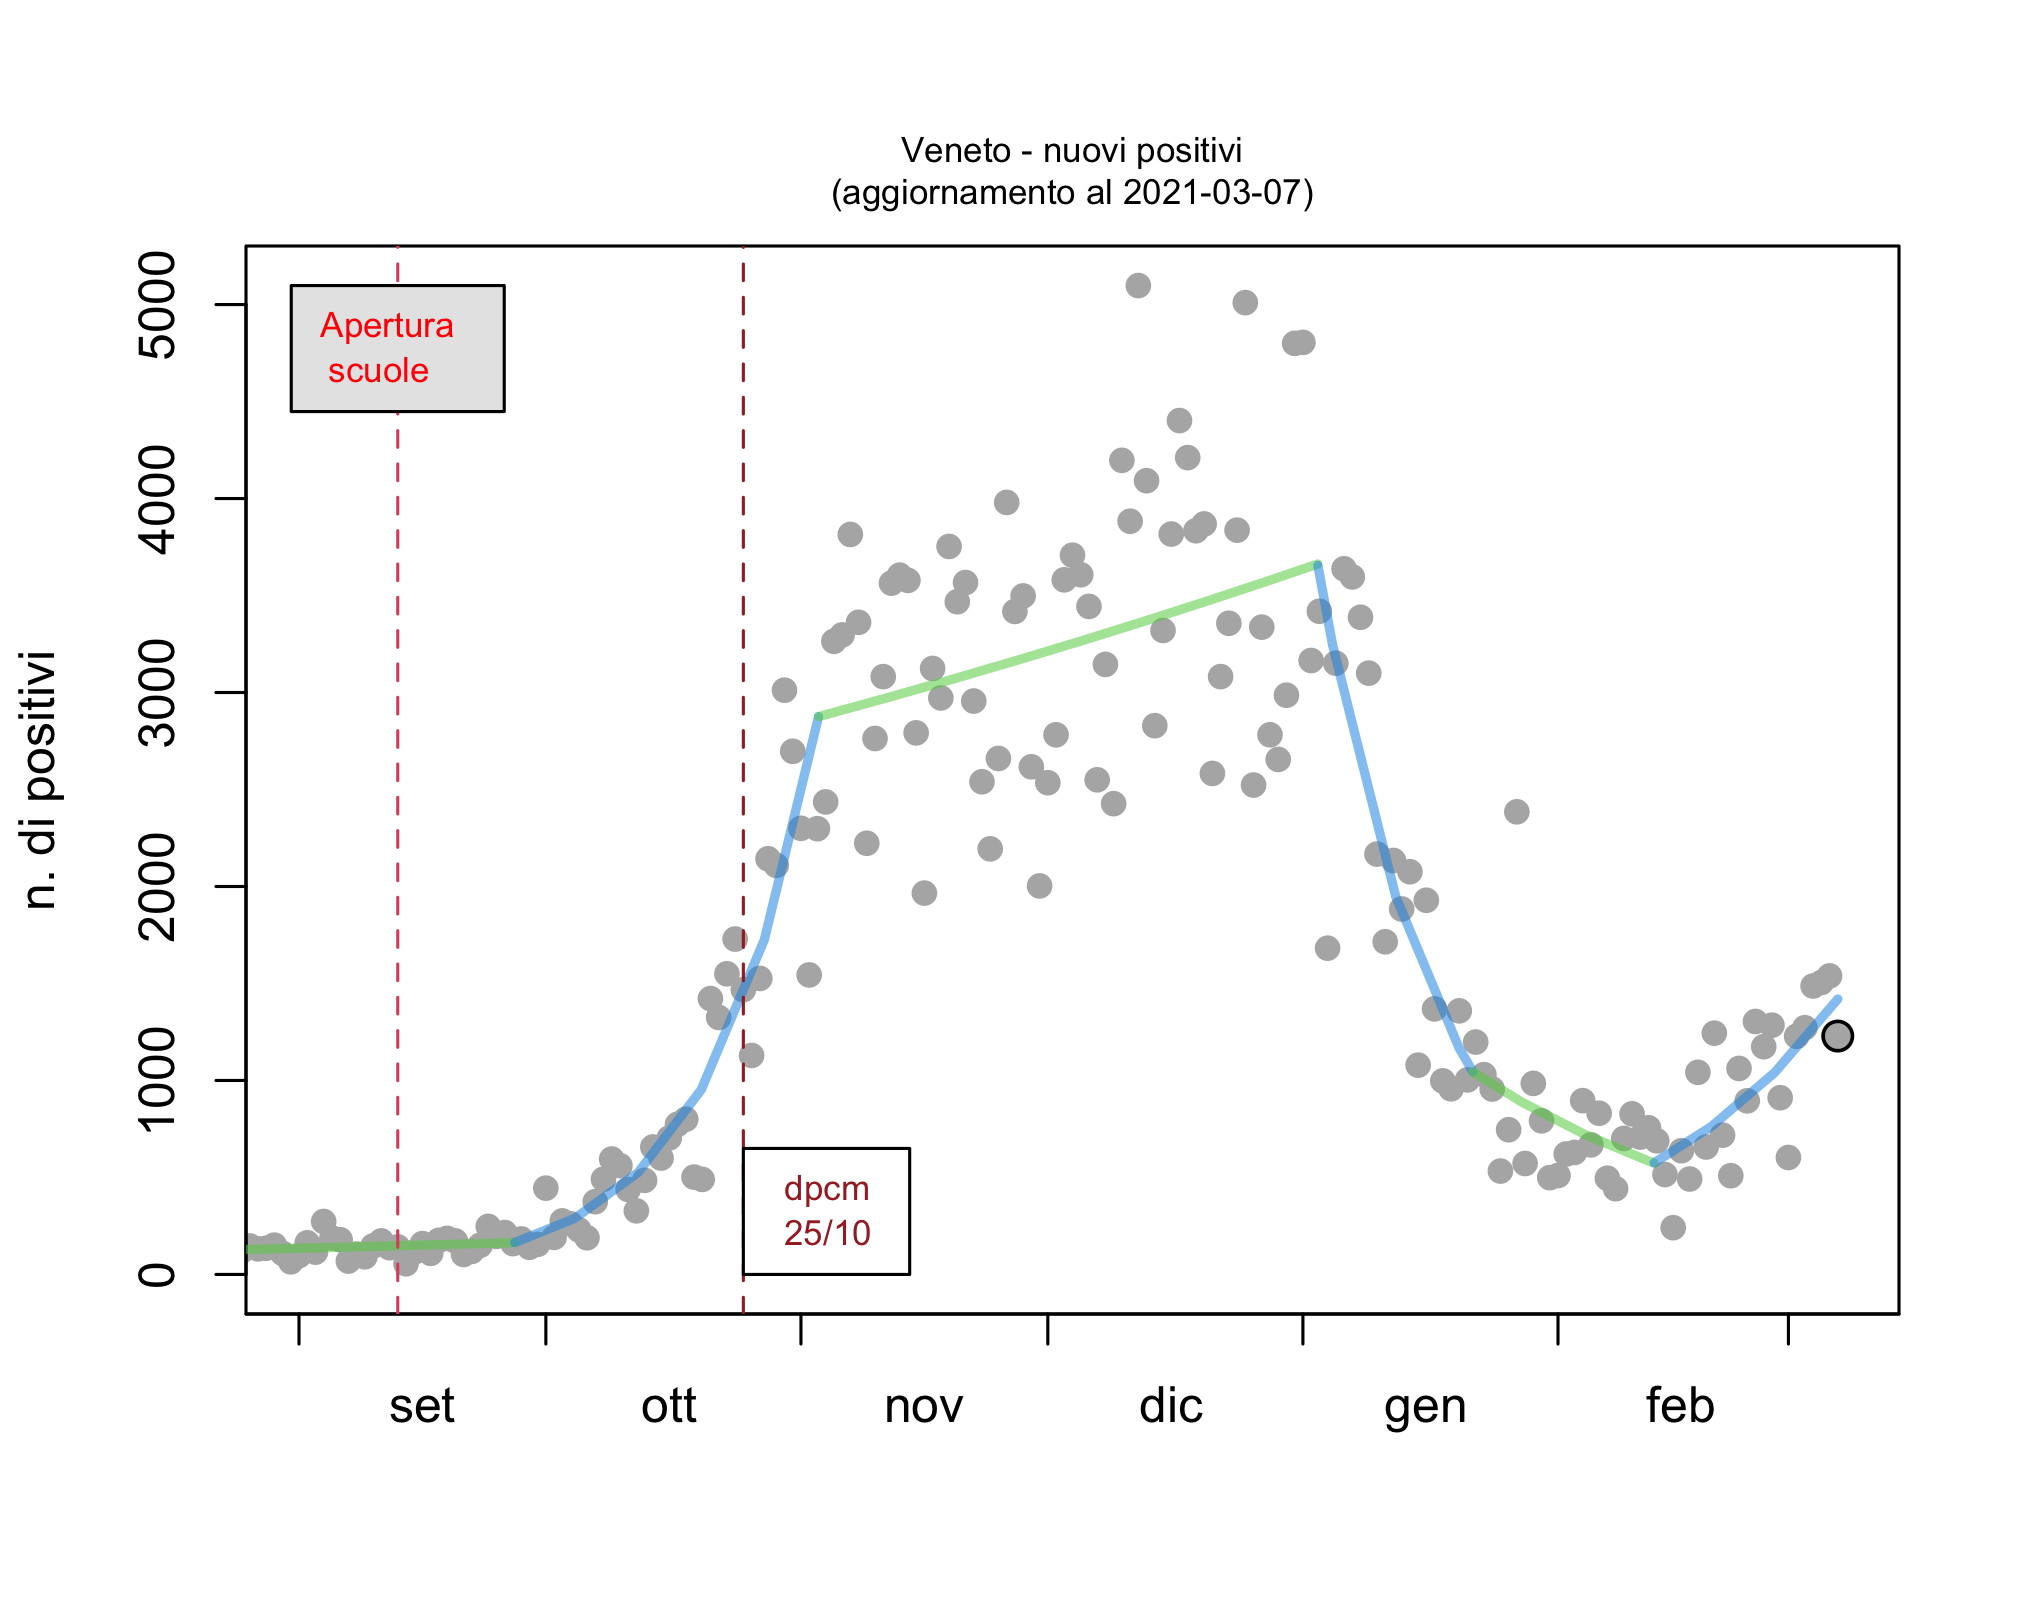 Veneto - nuovi positivi
(aggiornamento al 2021-03-07)
n. di positivi
5000
4000
3000
2000
1000
0
Apertura
scuole
dpcm
25/10
set
ott
nov
dic
gen
feb